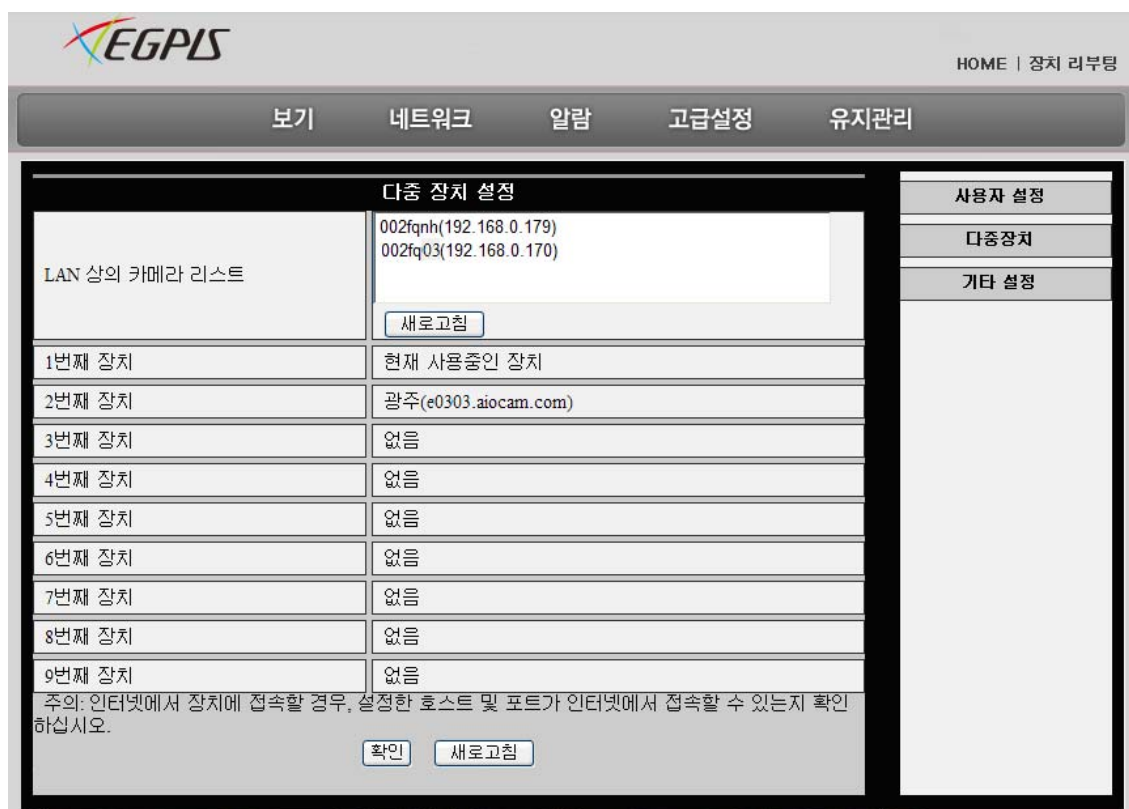 EGPIS
HOME | 장치 리부팅
보기 네트워크 알람 고급설정 유지관리
다중 장치 설정
LAN 상의 카메라 리스트
002fqnh(192.168.0.179)
002fq03(192.168.0.170)
새로고침
1번째 장치 현재 사용중인 장치
2번째 장치 광주(e0303.aiocam.com)
3번째 장치 없음
4번째 장치 없음
5번째 장치 없음
6번째 장치 없음
7번째 장치 없음
8번째 장치 없음
9번째 장치 없음
주의: 인터넷에서 장치에 접속할 경우, 설정한 호스트 및 포트가 인터넷에서 접속할 수 있는지 확인
하십시오.
확인 새로고침
사용자 설정
다중장치
기타 설정